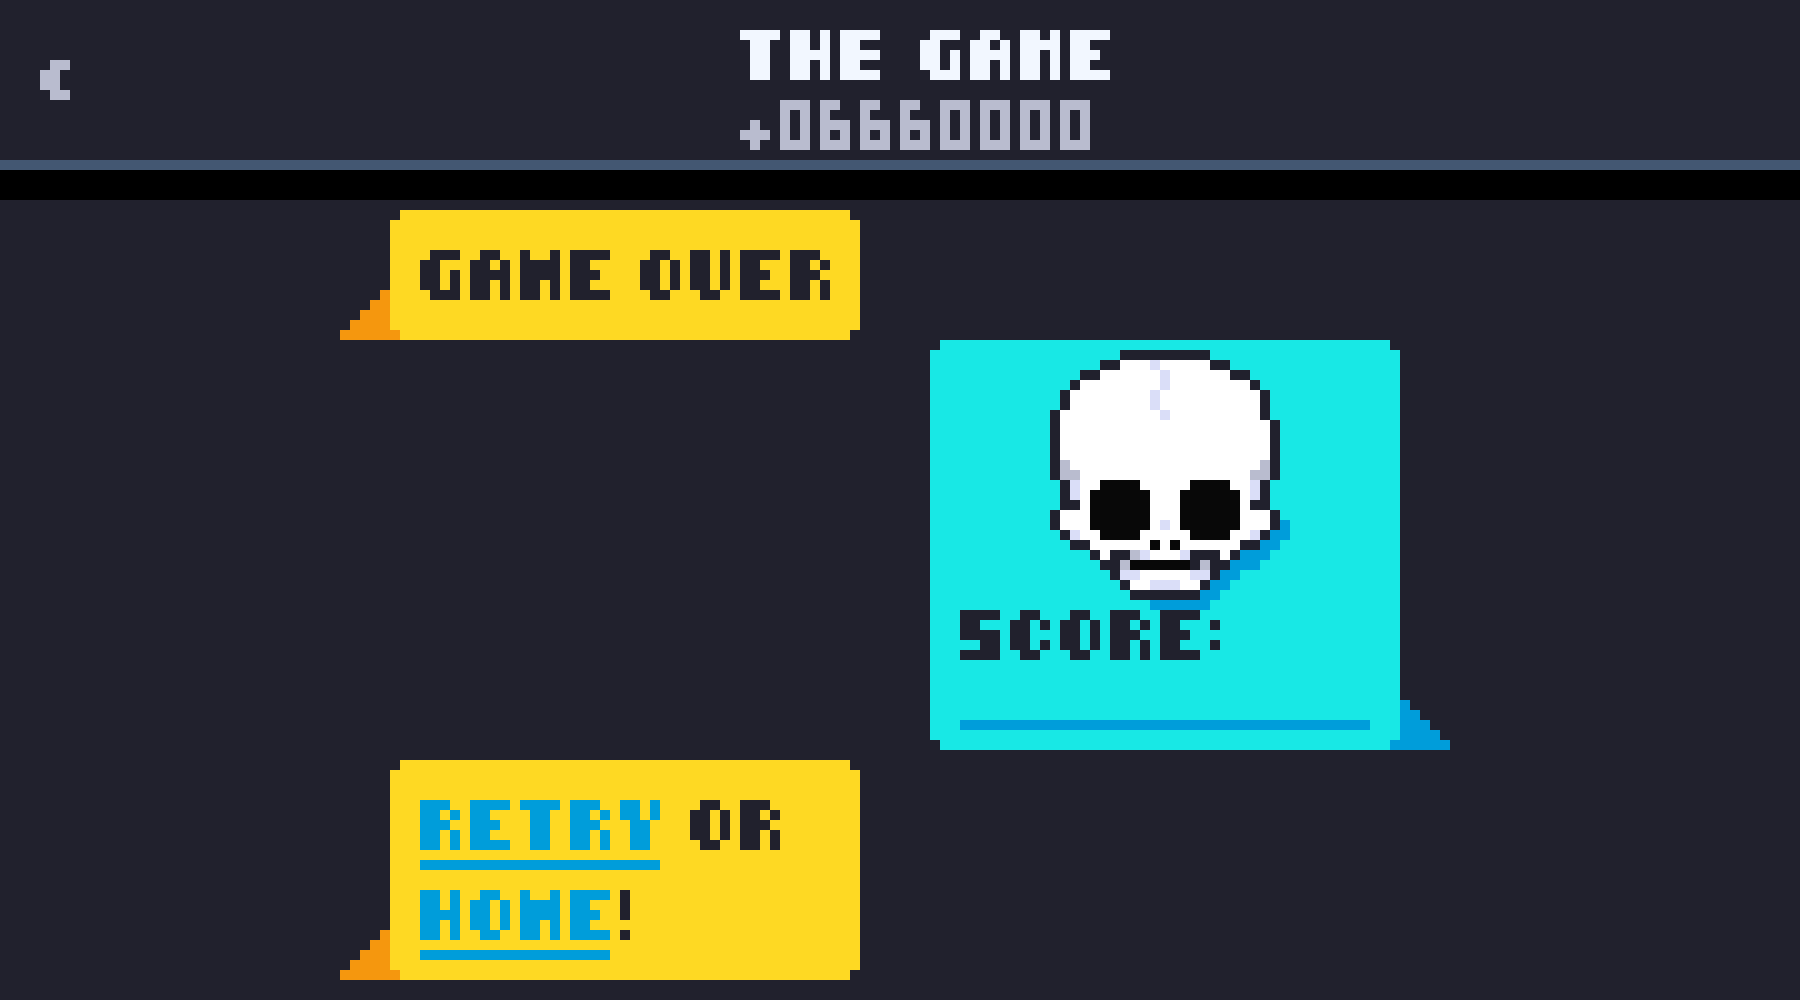 THE GAME
+06660000
GAME OVER
SCORE:
RETRY OR
HOME!